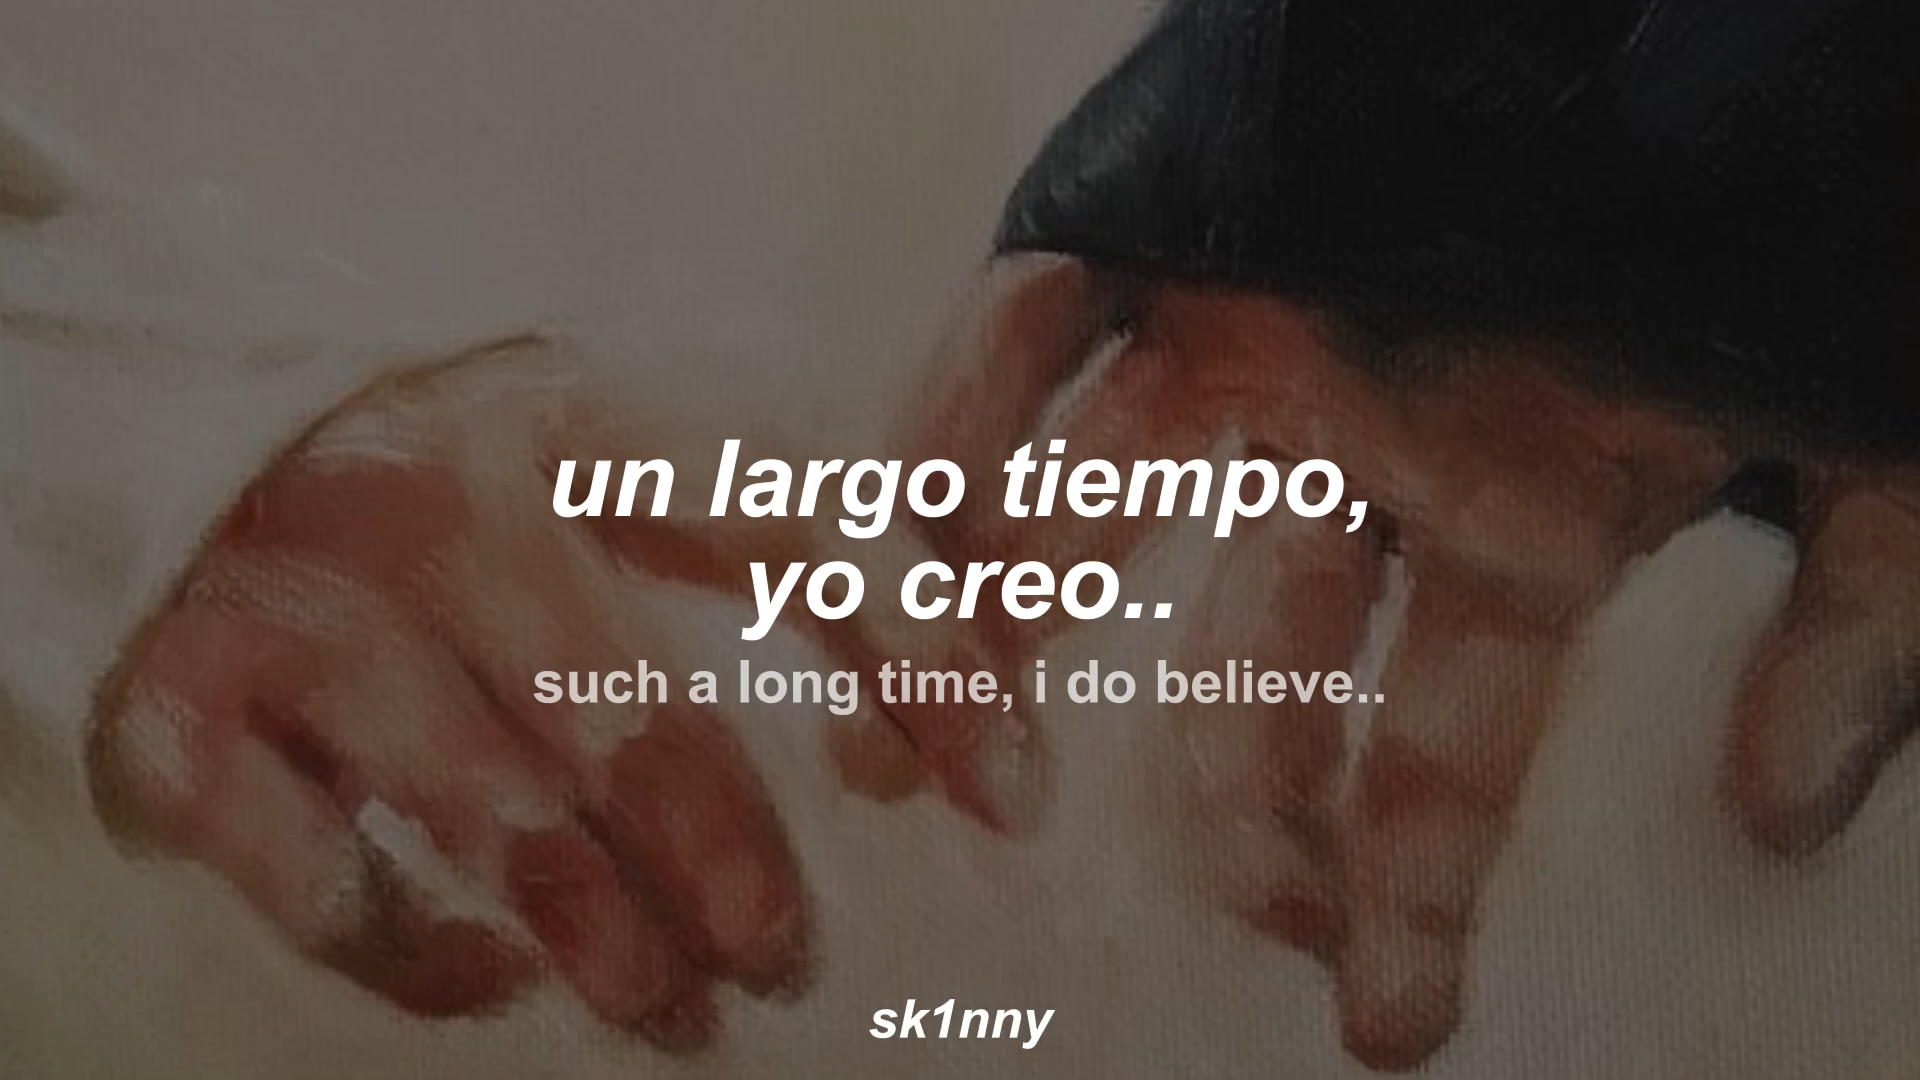 un largo tiempo,
yo creo..
such a long time, i do believe..
sk1nny